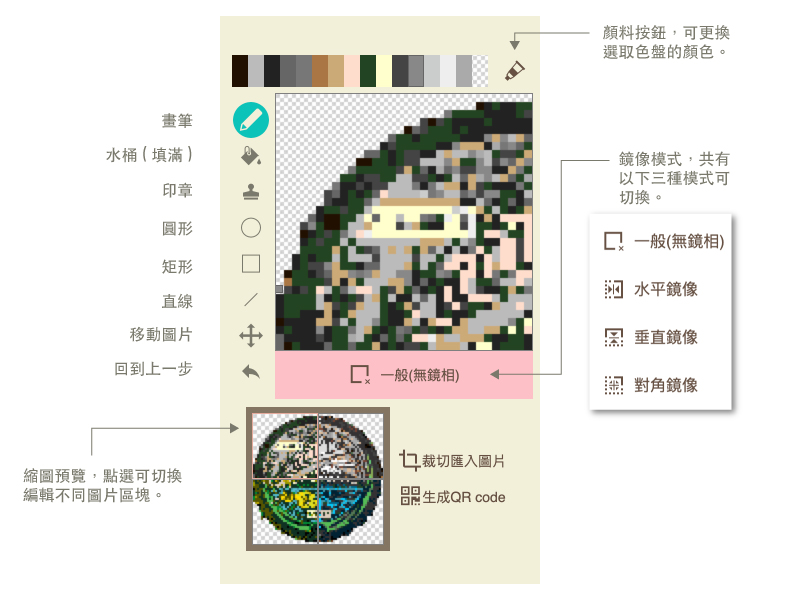 顏料按鈕，可更換
選取色盤的顏色。
畫筆
水桶 ( 填滿 )
印章
圓形
矩形
直線
移動圖片
回到上一步
鏡像模式，共有
以下三種模式可
切換。
一般(無鏡相)
水平鏡像
垂直鏡像
對角鏡像
一般(無鏡相)
縮圖預覽，點選可切換
編輯不同圖片區塊。
裁切匯入圖片
生成QR code